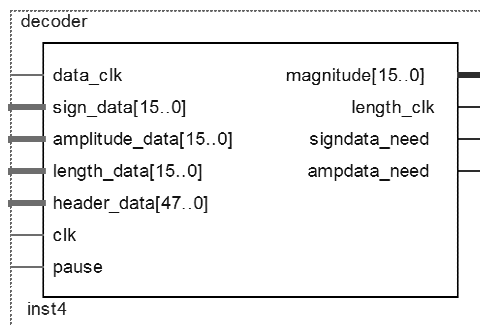 decoder
data_clk magnitude[15..0]
sign_data[15..0] length_clk
amplitude_data[15..0] signdata_need
length_data[15..0] ampdata_need
header_data[47..0]
clk
pause
inst4